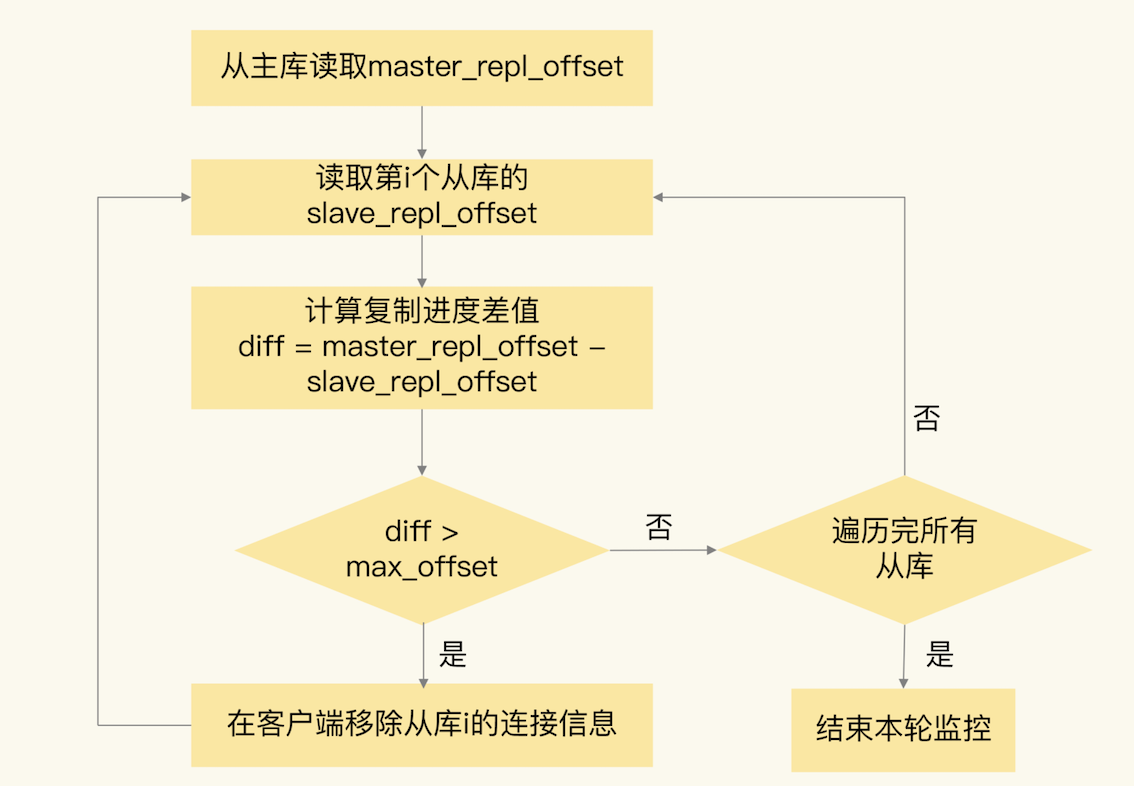 从主库读取master_repl_offset
读取第i个从库的
slave_repl_offset
计算复制进度差值
diff = master_repl_offset –
slave_repl_offset
否
diff >
max_offset
否
遍历完所有
从库
是
是
在客户端移除从库i的连接信息
结束本轮监控